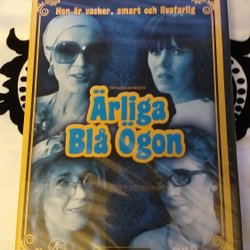 Hon är vacker, smart och livsfarlig
Ärliga
Blå Ögon